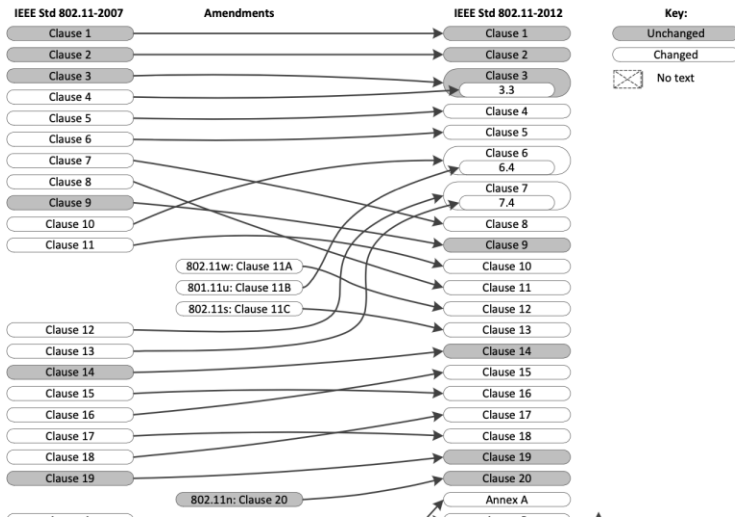 IEEE Std 802.11-2007 Amendments IEEE Std 802.11-2012 Key:
Clause 1 Clause 1 Unchanged
Clause 2 Clause 2 Changed
Clause 3 Clause 3 No text
Clause 4 3.3
Clause 5 Clause 4
Clause 6 Clause 5
Clause 7 Clause 6
6.4
Clause 8 Clause 7
Clause 9 7.4
Clause 10 Clause 8
Clause 11 Clause 9
802.11w: Clause 11A Clause 10
801.11u: Clause 11B Clause 11
802.11s: Clause 11C Clause 12
Clause 12 Clause 13
Clause 13 Clause 14
Clause 14 Clause 15
Clause 15 Clause 16
Clause 16 Clause 17
Clause 17 Clause 18
Clause 18 Clause 19
Clause 19 Clause 20
802.11n: Clause 20 Annex A